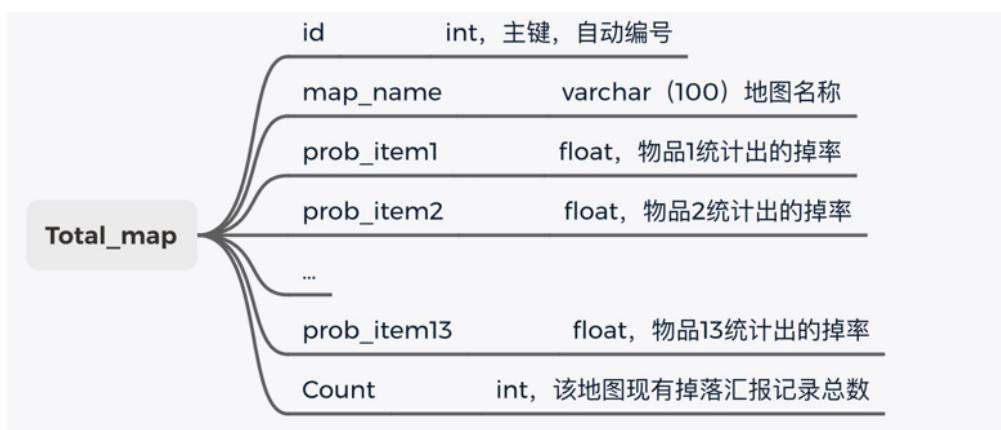 id int，主键，自动编号
map_name varchar（100）地图名称
prob_item1 float，物品1统计出的掉率
prob_item2 float，物品2统计出的掉率
Total_map
...
prob_item13 float，物品13统计出的掉率
Count int，该地图现有掉落汇报记录总数